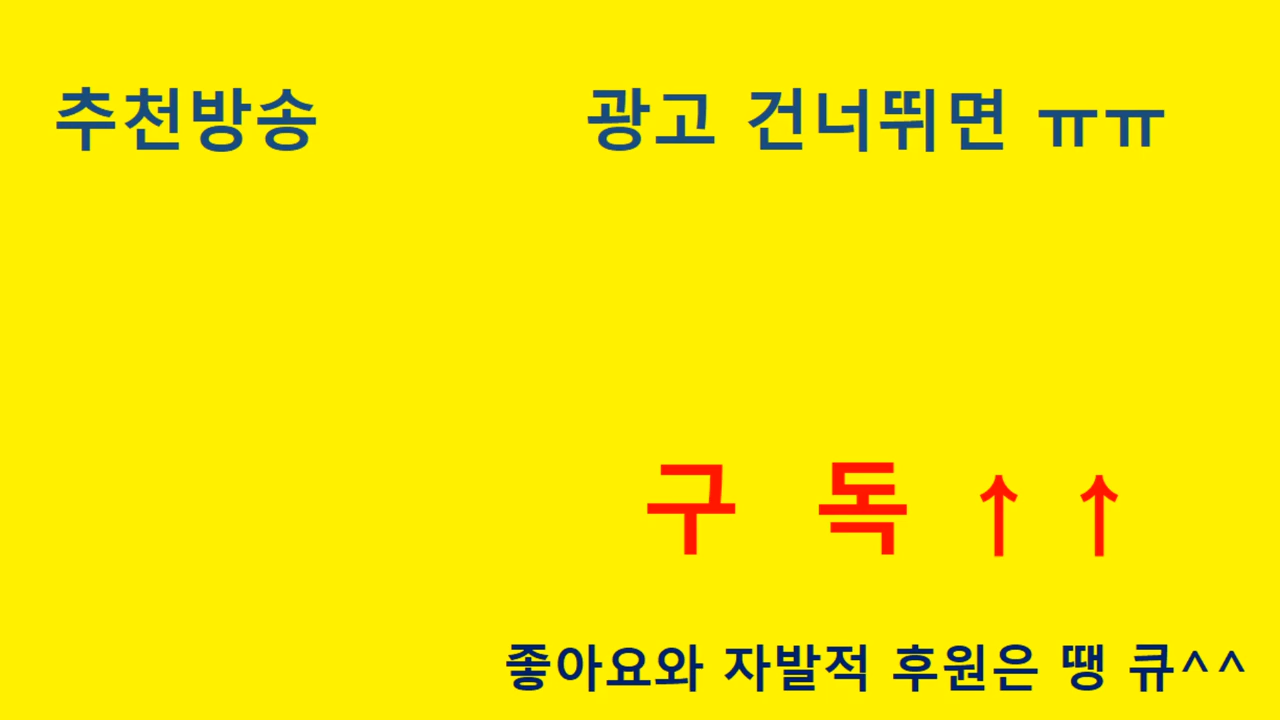 추천방송
광고 건너뛰면 ㅠㅠ
구 독 ↑ ↑
좋아요와 자발적 후원은 땡 큐^^